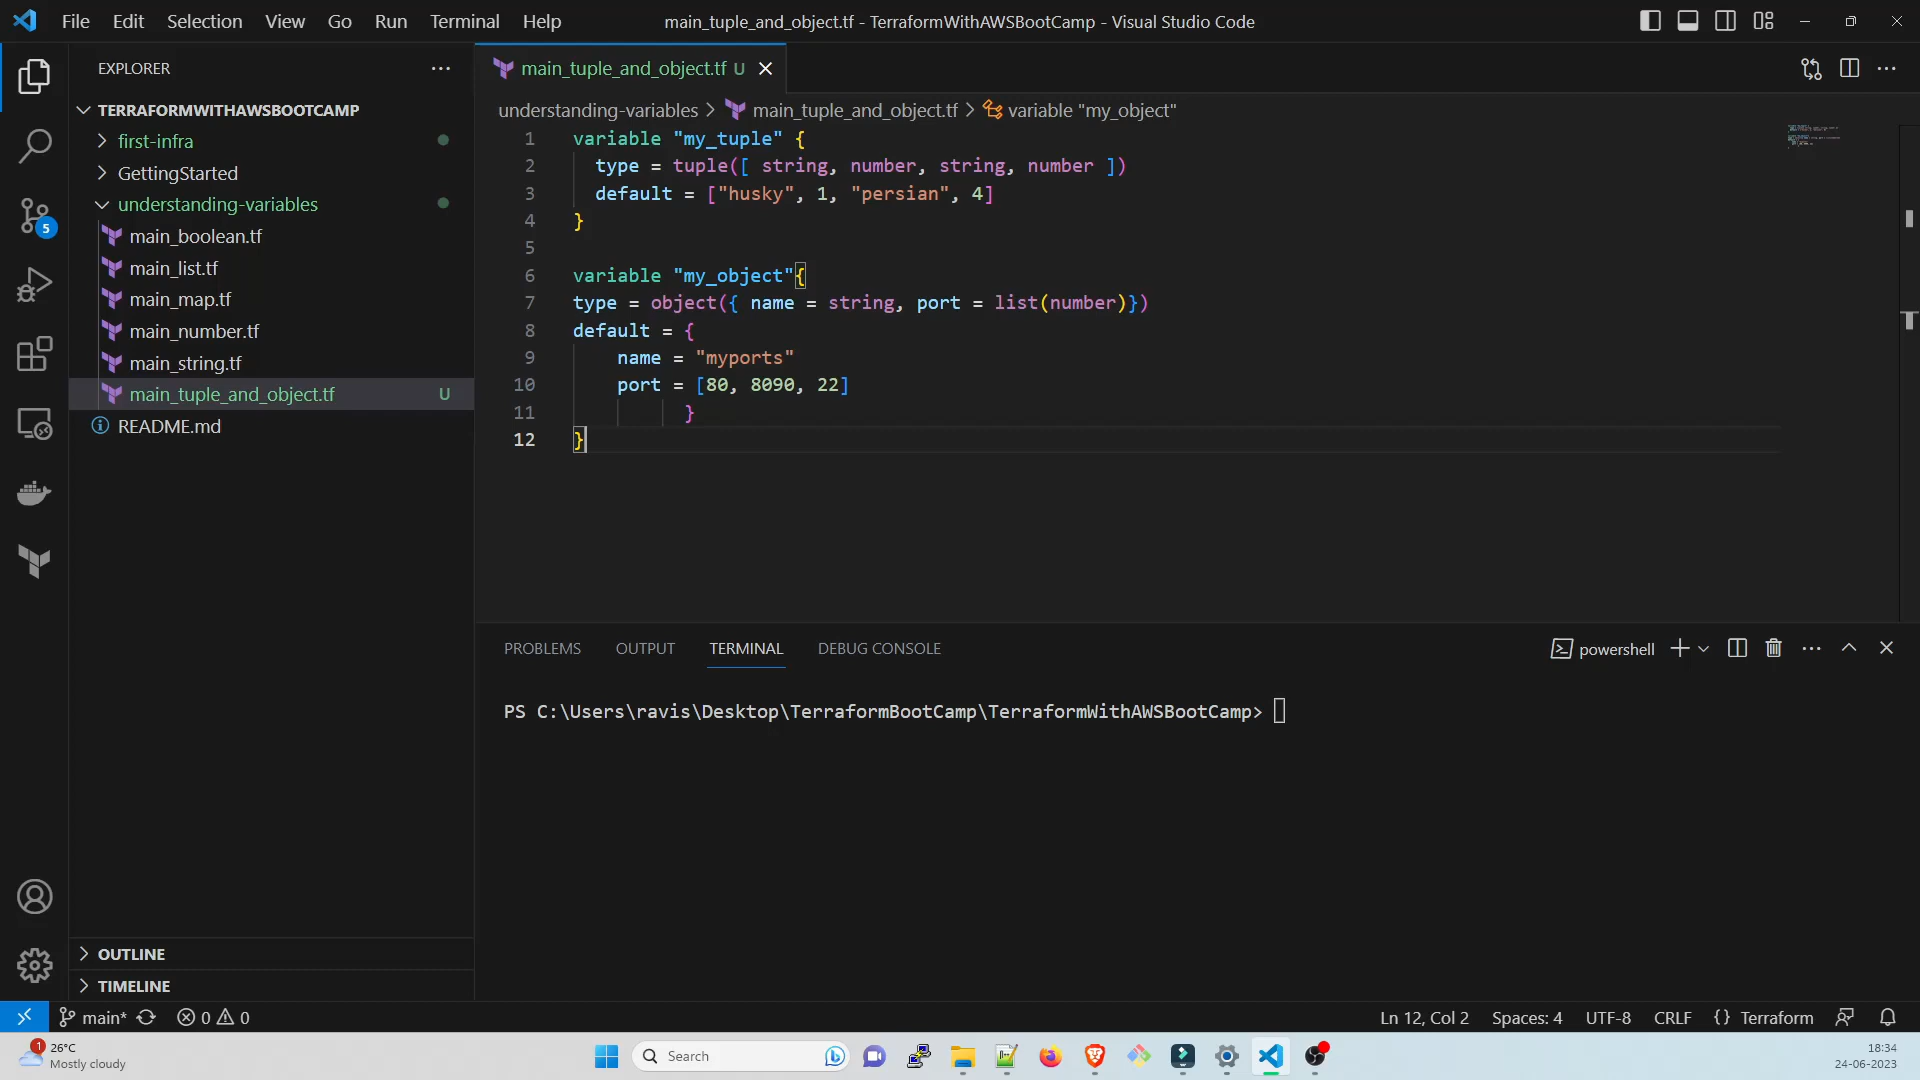 File Edit Selection View Go Run Terminal Help main_tuple_and_object.tf - TerraformWithAWSBootCamp - Visual Studio Code
EXPLORER
main_tuple_and_object.tf U
TERRAFORMWITHAWSBOOTCAMP
first-infra
GettingStarted
understanding-variables
main_boolean.tf
main_list.tf
main_map.tf
main_number.tf
main_string.tf
main_tuple_and_object.tf U
README.md
OUTLINE
TIMELINE
5
understanding-variables > main_tuple_and_object.tf > variable "my_object"
1 variable "my_tuple" {
2 type = tuple([ string, number, string, number ])
3 default = ["husky", 1, "persian", 4]
4 }
5
6 variable "my_object"{
7 type = object({ name = string, port = list(number)})
8 default = {
9 name = "myports"
10 port = [80, 8090, 22]
11 }
12 }
PROBLEMS OUTPUT TERMINAL DEBUG CONSOLE powershell
PS C:\Users\ravis\Desktop\TerraformBootCamp\TerraformWithAWSBootCamp>
main* 0 0 Ln 12, Col 2 Spaces: 4 UTF-8 CRLF {} Terraform
1
26°C
Mostly cloudy
Search
18:34
24-06-2023